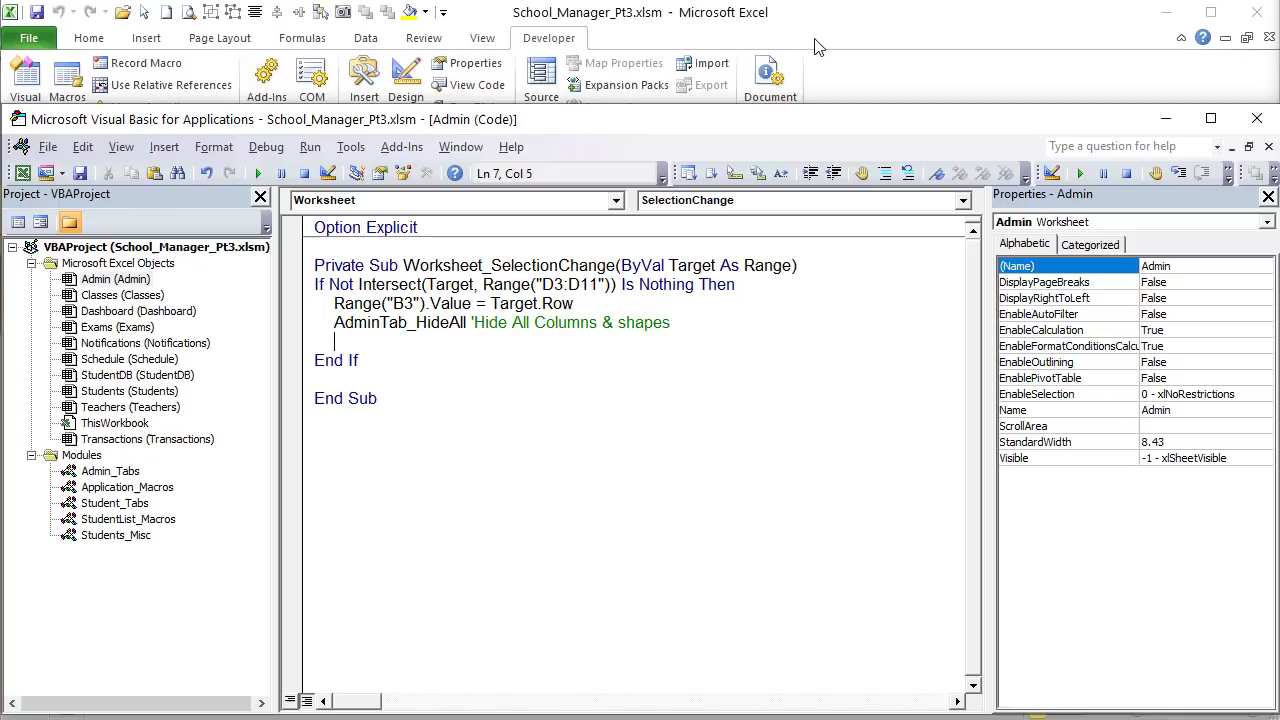 School_Manager_Pt3.xlsm - Microsoft Excel
File Home Insert Page Layout Formulas Data Review View Developer
Visual Macros Record Macro Use Relative References Add-Ins COM Insert Design Properties View Code Source Map Properties Expansion Packs Import Export Document
Microsoft Visual Basic for Applications - School_Manager_Pt3.xlsm - [Admin (Code)]
File Edit View Insert Format Debug Run Tools Add-Ins Window Help Type a question for help
Ln 7, Col 5
Project - VBAProject
VBAProject (School_Manager_Pt3.xlsm)
Microsoft Excel Objects
Admin (Admin)
Classes (Classes)
Dashboard (Dashboard)
Exams (Exams)
Notifications (Notifications)
Schedule (Schedule)
StudentDB (StudentDB)
Students (Students)
Teachers (Teachers)
ThisWorkbook
Transactions (Transactions)
Modules
Admin_Tabs
Application_Macros
Student_Tabs
StudentList_Macros
Students_Misc
Worksheet SelectionChange
Option Explicit
Private Sub Worksheet_SelectionChange(ByVal Target As Range)
If Not Intersect(Target, Range("D3:D11")) Is Nothing Then
Range("B3").Value = Target.Row
AdminTab_HideAll 'Hide All Columns & shapes
End If
End Sub
Properties - Admin
Admin Worksheet
Alphabetic Categorized
(Name) Admin
DisplayPageBreaks False
DisplayRightToLeft False
EnableAutoFilter False
EnableCalculation True
EnableFormatConditionsCalcu True
EnableOutlining False
EnablePivotTable False
EnableSelection 0 - xlNoRestrictions
Name Admin
ScrollArea
StandardWidth 8.43
Visible -1 - xlSheetVisible